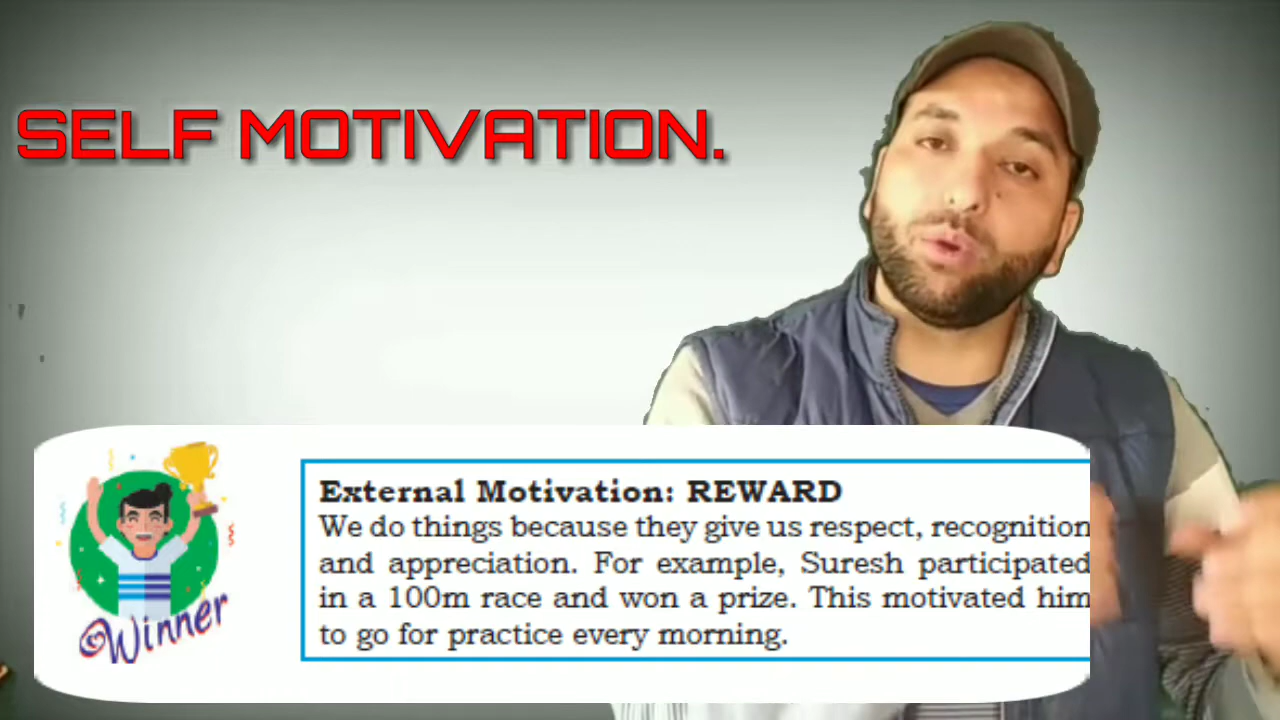 SELF MOTIVATION.
External Motivation: REWARD
We do things because they give us respect, recognition
and appreciation. For example, Suresh participated
in a 100m race and won a prize. This motivated him
to go for practice every morning.
Winner